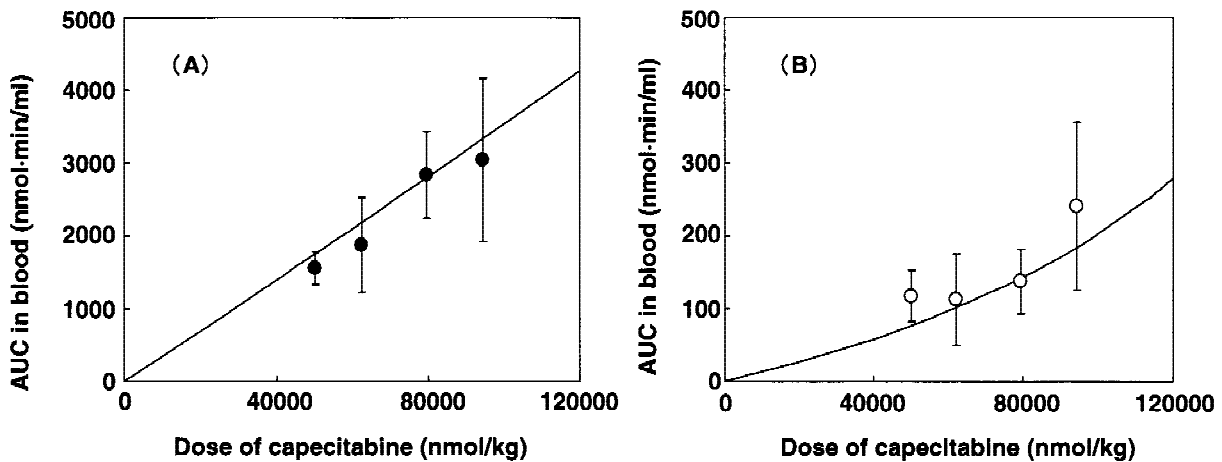 (A)
AUC in blood (nmol·min/ml)
5000
4000
3000
2000
1000
0
0 40000 80000 120000
Dose of capecitabine (nmol/kg)
(B)
AUC in blood (nmol·min/ml)
500
400
300
200
100
0
0 40000 80000 120000
Dose of capecitabine (nmol/kg)